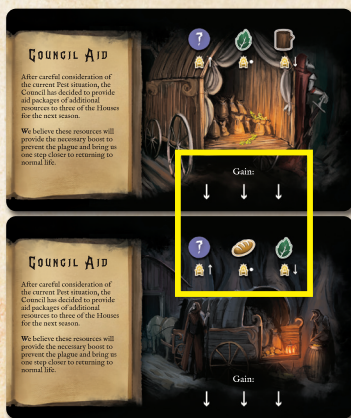 Council Aid
?
After careful consideration of
the current Pest situation, the
Council has decided to provide
aid packages of additional
resources to three of the Houses
for the next season.
We believe these resources will
provide the necessary boost to
prevent the plague and bring us
one step closer to returning to
normal life.
Gain:
Council Aid
?
After careful consideration of
the current Pest situation, the
Council has decided to provide
aid packages of additional
resources to three of the Houses
for the next season.
We believe these resources will
provide the necessary boost to
prevent the plague and bring us
one step closer to returning to
normal life.
Gain: